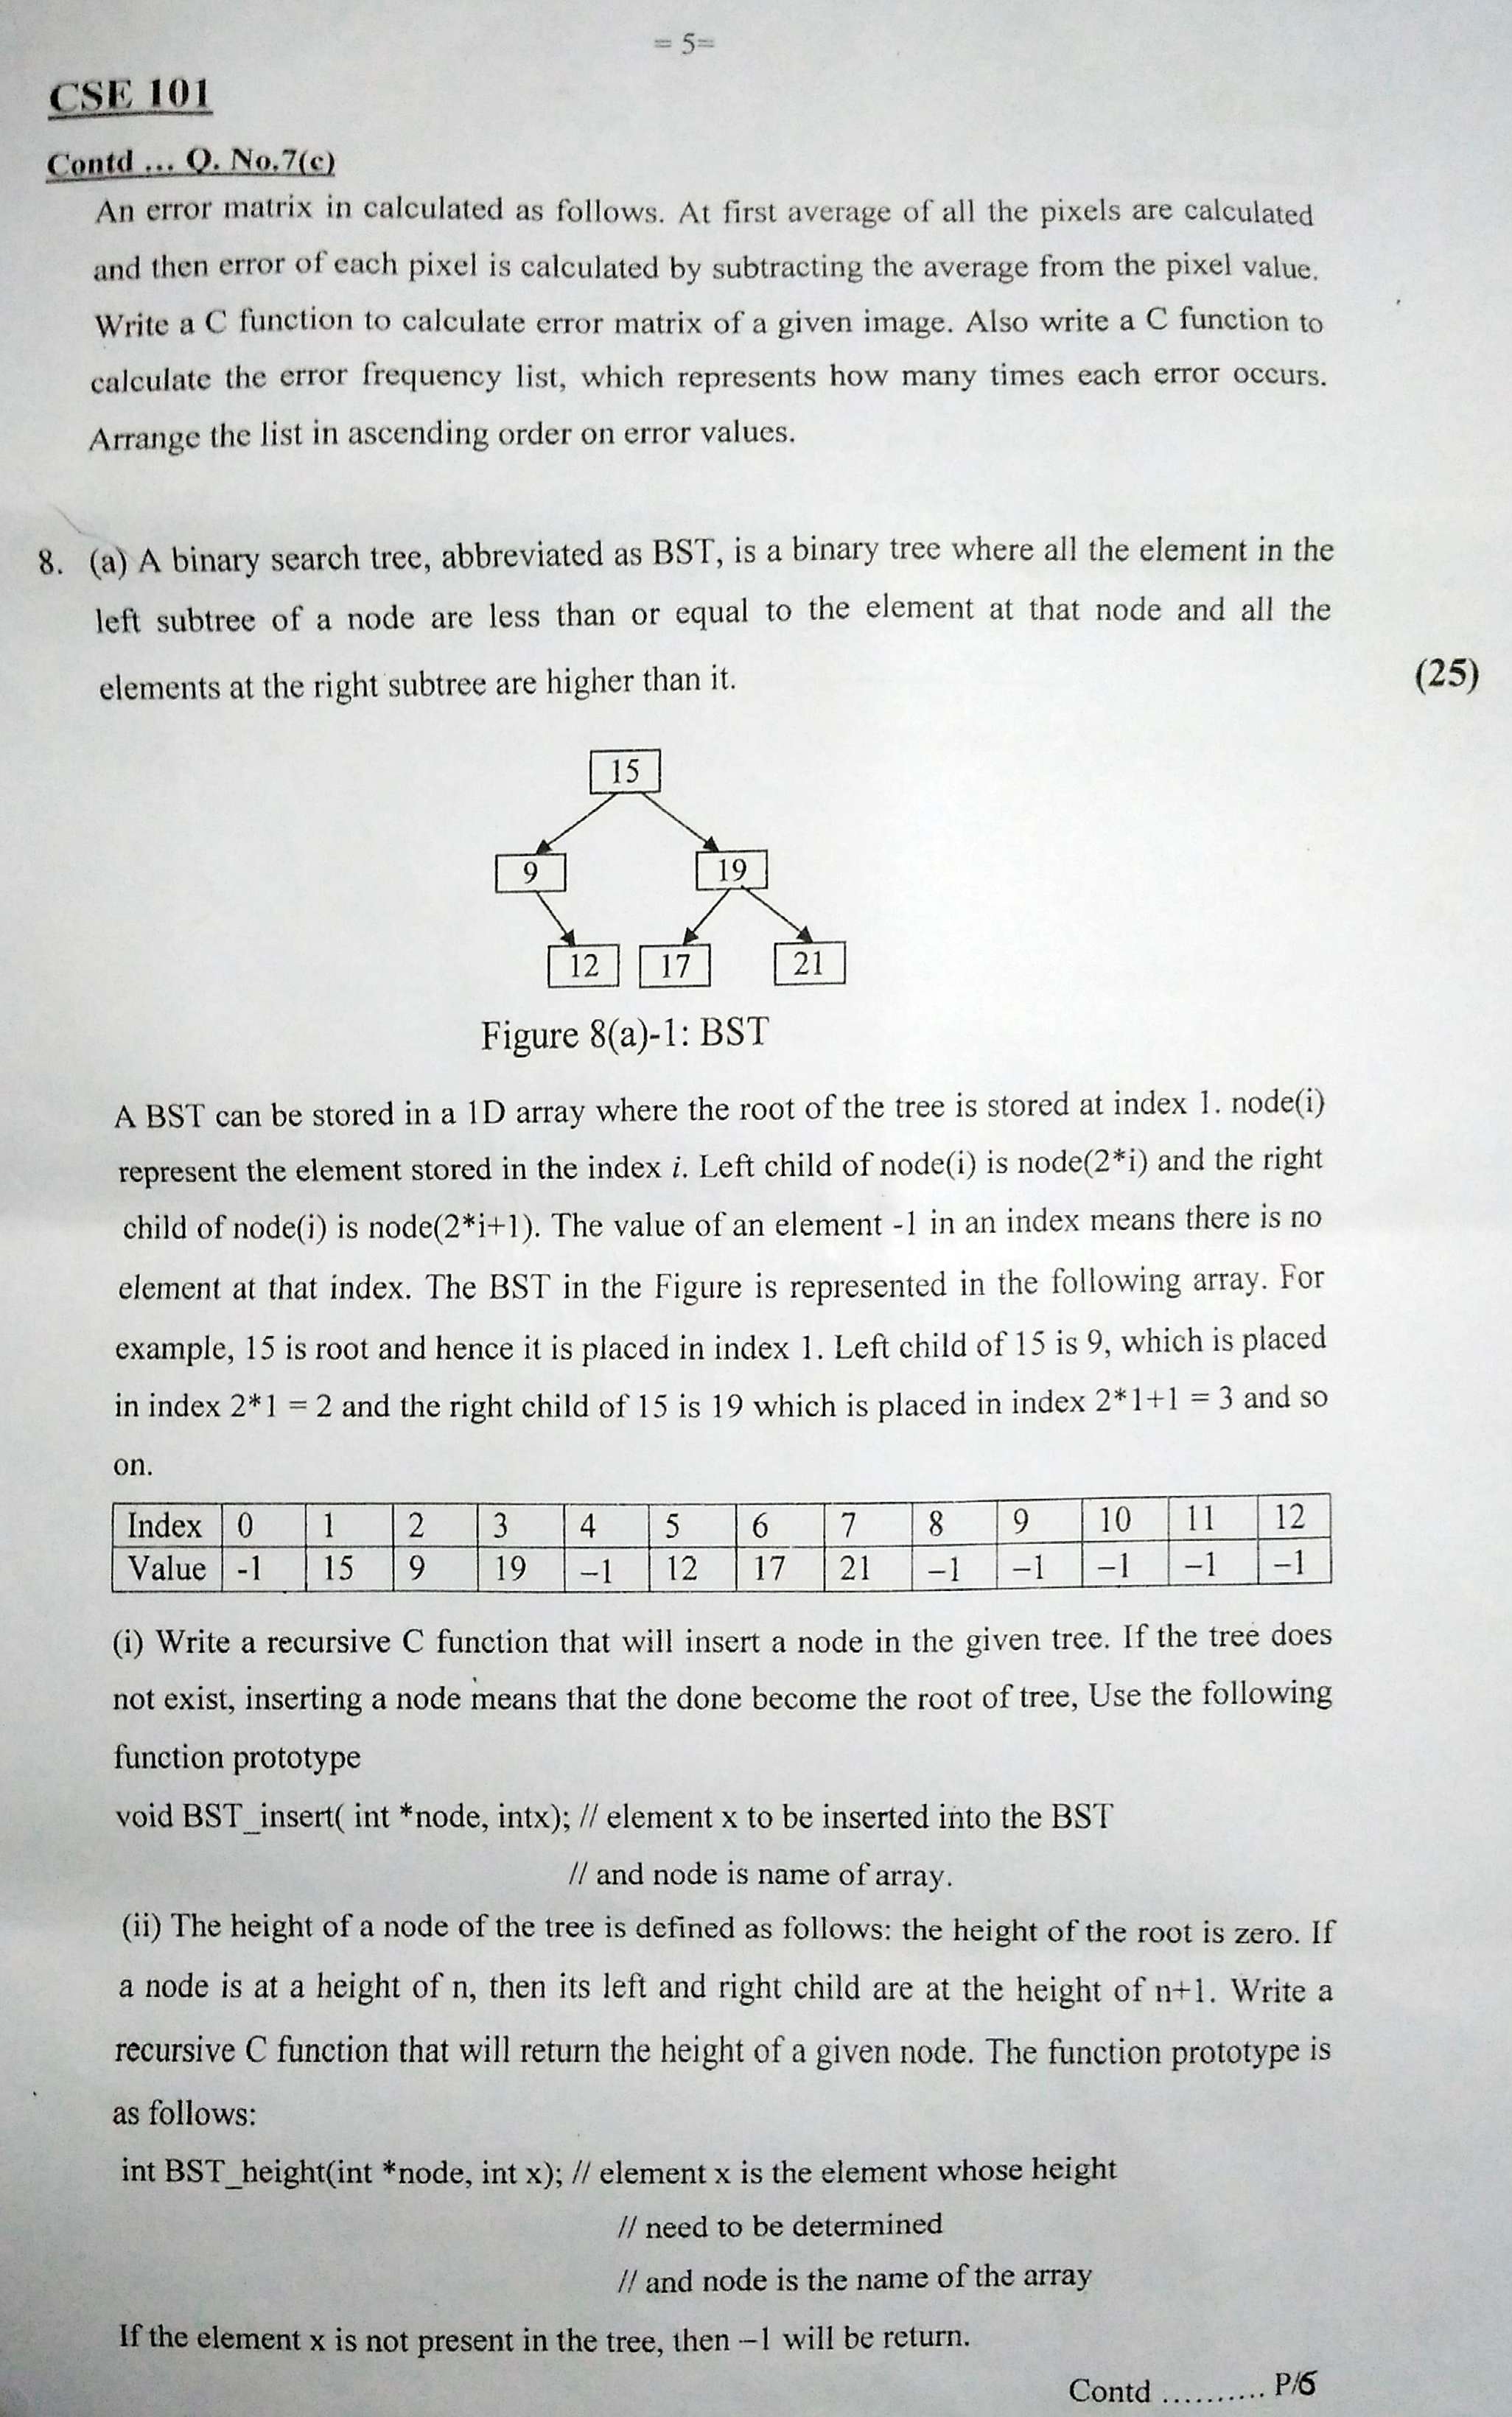 = 5=
CSE 101
Contd ... Q. No.7(c)
An error matrix in calculated as follows. At first average of all the pixels are calculated
and then error of each pixel is calculated by subtracting the average from the pixel value.
Write a C function to calculate error matrix of a given image. Also write a C function to
calculate the error frequency list, which represents how many times each error occurs.
Arrange the list in ascending order on error values.
8. (a) A binary search tree, abbreviated as BST, is a binary tree where all the element in the
left subtree of a node are less than or equal to the element at that node and all the
elements at the right subtree are higher than it. (25)
15
9 19
12 17 21
Figure 8(a)-1: BST
A BST can be stored in a 1D array where the root of the tree is stored at index 1. node(i)
represent the element stored in the index i. Left child of node(i) is node(2*i) and the right
child of node(i) is node(2*i+1). The value of an element -1 in an index means there is no
element at that index. The BST in the Figure is represented in the following array. For
example, 15 is root and hence it is placed in index 1. Left child of 15 is 9, which is placed
in index 2*1 = 2 and the right child of 15 is 19 which is placed in index 2*1+1 = 3 and so
on.
Index 0 1 2 3 4 5 6 7 8 9 10 11 12
Value -1 15 9 19 –1 12 17 21 –1 –1 –1 –1 –1
(i) Write a recursive C function that will insert a node in the given tree. If the tree does
not exist, inserting a node means that the done become the root of tree, Use the following
function prototype
void BST_insert( int *node, intx); // element x to be inserted into the BST
// and node is name of array.
(ii) The height of a node of the tree is defined as follows: the height of the root is zero. If
a node is at a height of n, then its left and right child are at the height of n+1. Write a
recursive C function that will return the height of a given node. The function prototype is
as follows:
int BST_height(int *node, int x); // element x is the element whose height
// need to be determined
// and node is the name of the array
If the element x is not present in the tree, then –1 will be return.
Contd .......... P/6